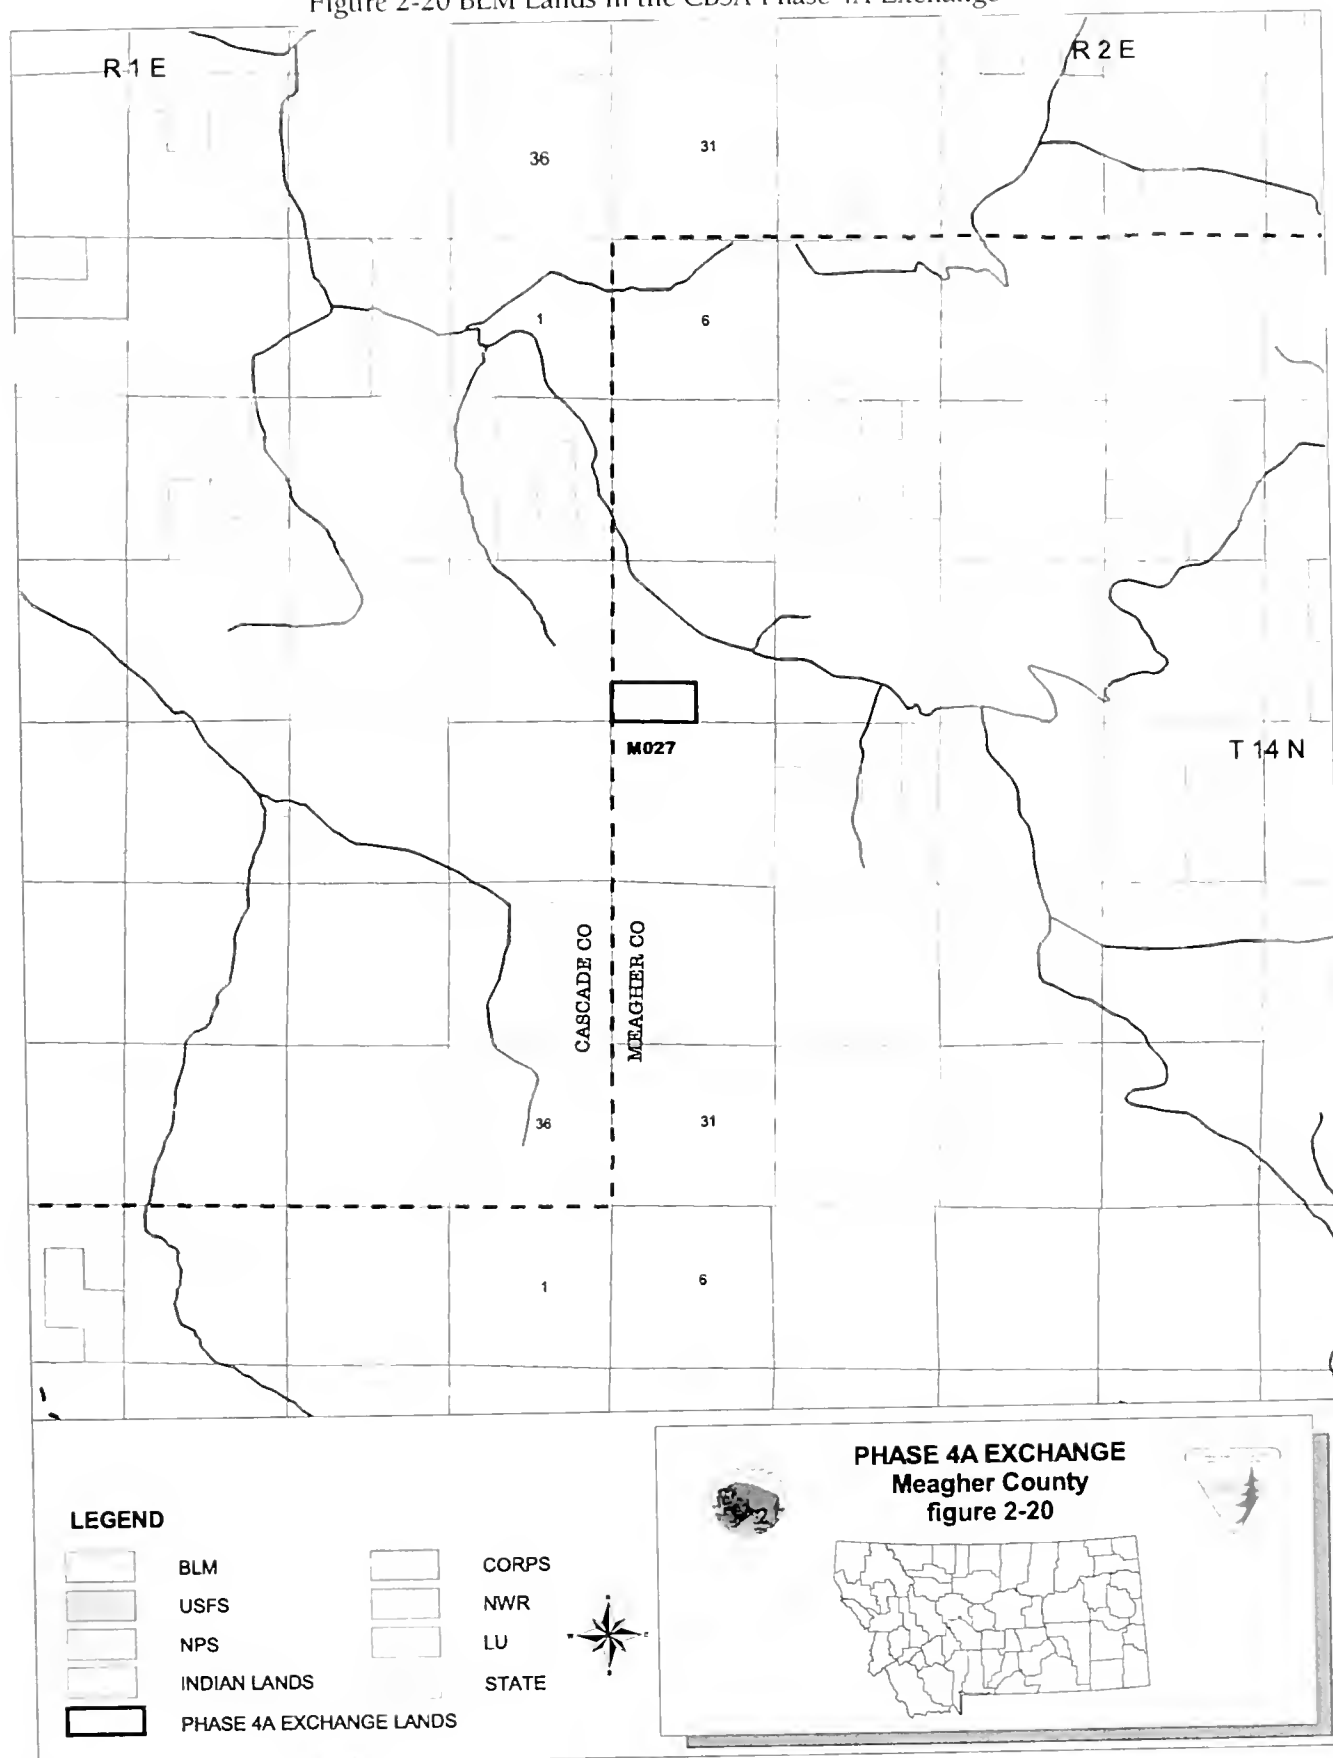 Figure 2-20 BLM Lands in the CBSA Phase 4A Exchange
R 1 E
R 2 E
36
31
1
6
M027
T 14 N
CASCADE CO
MEAGHER CO
36
31
1
6
LEGEND
BLM
USFS
NPS
INDIAN LANDS
PHASE 4A EXCHANGE LANDS
CORPS
NWR
LU
STATE
PHASE 4A EXCHANGE
Meagher County
figure 2-20